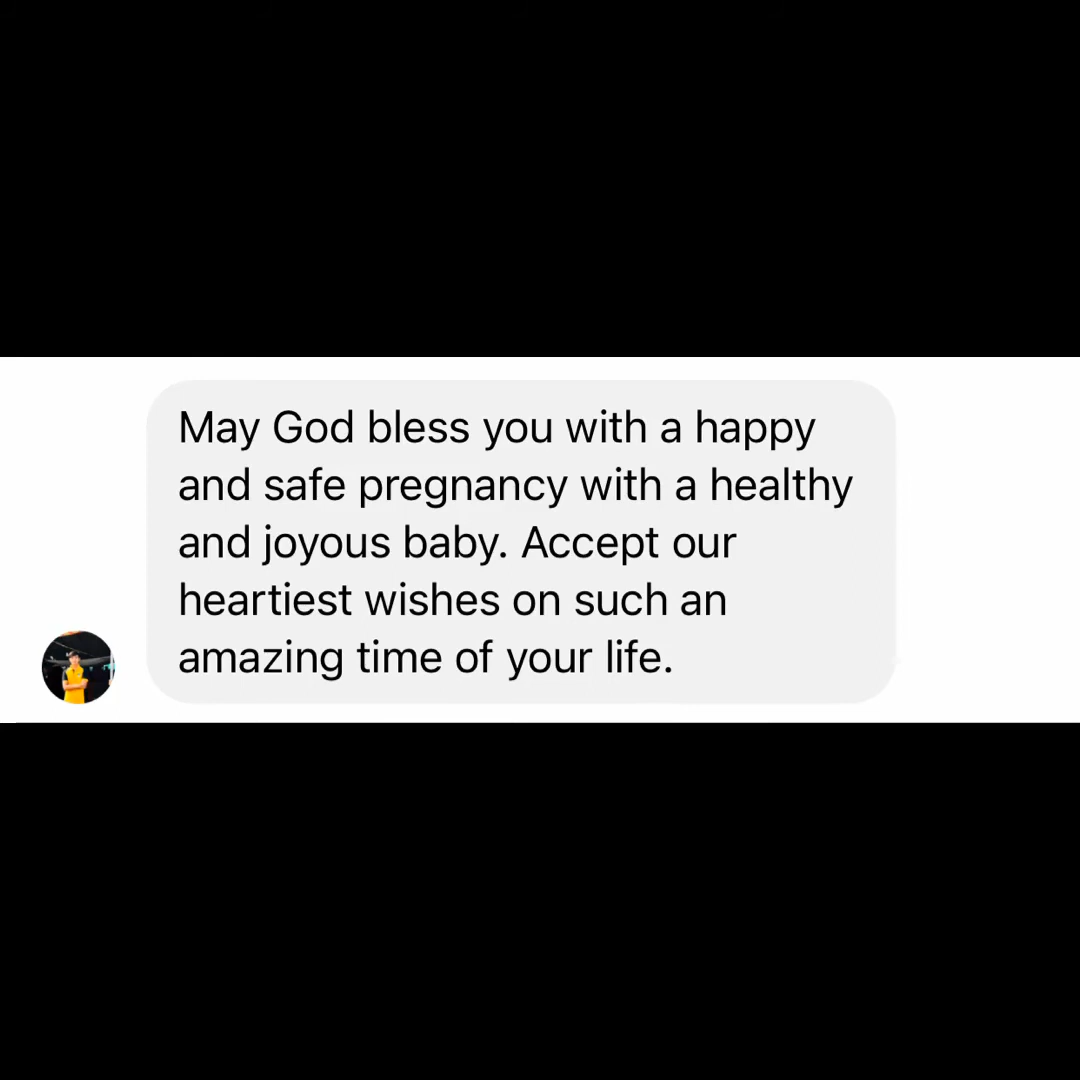 May God bless you with a happy
and safe pregnancy with a healthy
and joyous baby. Accept our
heartiest wishes on such an
amazing time of your life.